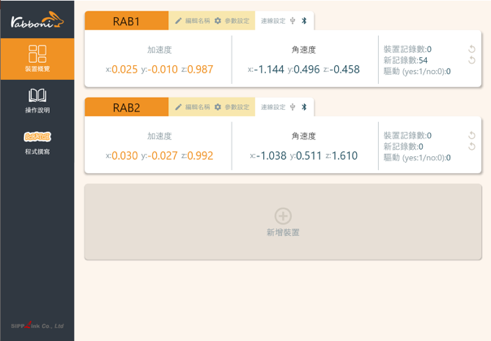 rabboni
裝置概覽
操作說明
程式撰寫
RAB1
編輯名稱 參數設定 連線設定
加速度
x:0.025 y:-0.010 z:0.987
角速度
x:-1.144 y:0.496 z:-0.458
裝置記錄數:0
新記錄數:54
驅動 (yes:1/no:0):0
RAB2
編輯名稱 參數設定 連線設定
加速度
x:0.030 y:-0.027 z:0.992
角速度
x:-1.038 y:0.511 z:1.610
裝置記錄數:0
新記錄數:0
驅動 (yes:1/no:0):0
新增裝置
Co., Ltd